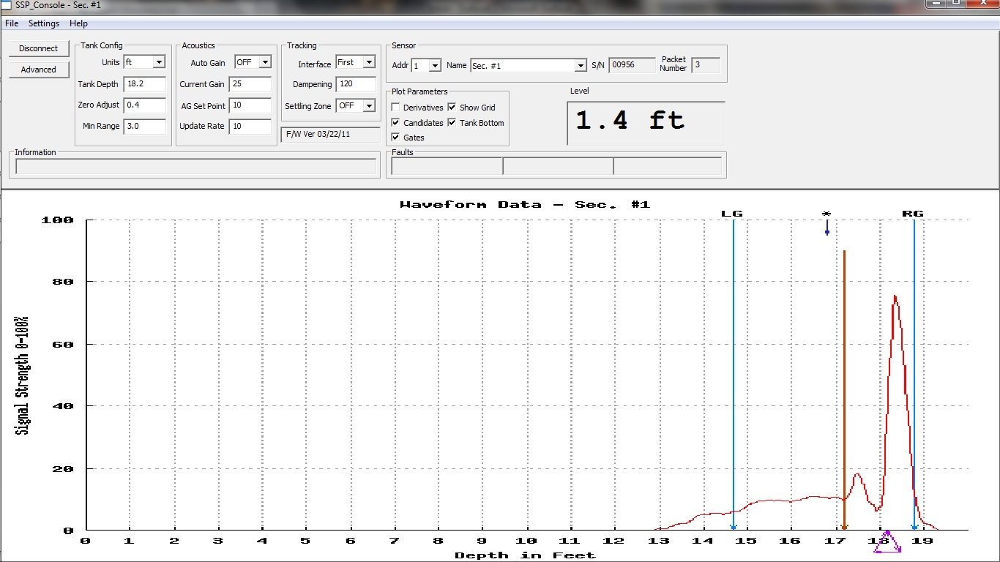 SSP_Console - Sec. #1
File Settings Help
Disconnect
Advanced
Tank Config
Units ft
Tank Depth 18.2
Zero Adjust 0.4
Min Range 3.0
Acoustics
Auto Gain OFF
Current Gain 25
AG Set Point 10
Update Rate 10
Tracking
Interface First
Dampening 120
Settling Zone OFF
F/W Ver 03/22/11
Sensor
Addr 1 Name Sec. #1 S/N 00956 Packet Number 3
Plot Parameters
Derivatives Show Grid
Candidates Tank Bottom
Gates
Level
1.4 ft
Information
Faults
Waveform Data - Sec. #1
LG * RG
100
80
60
40
20
0
Signal Strength 0-100%
0 1 2 3 4 5 6 7 8 9 10 11 12 13 14 15 16 17 18 19
Depth in Feet